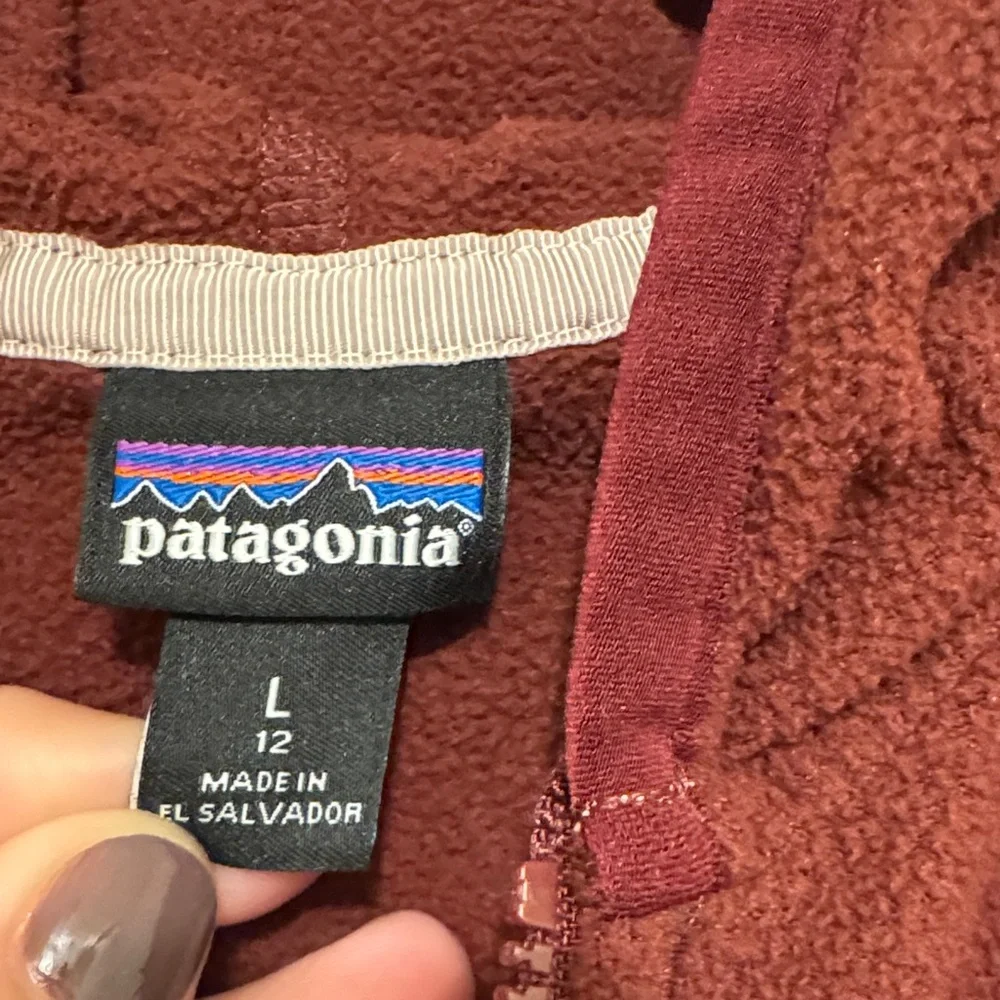 patagonia®
L
12
MADE IN
EL SALVADOR